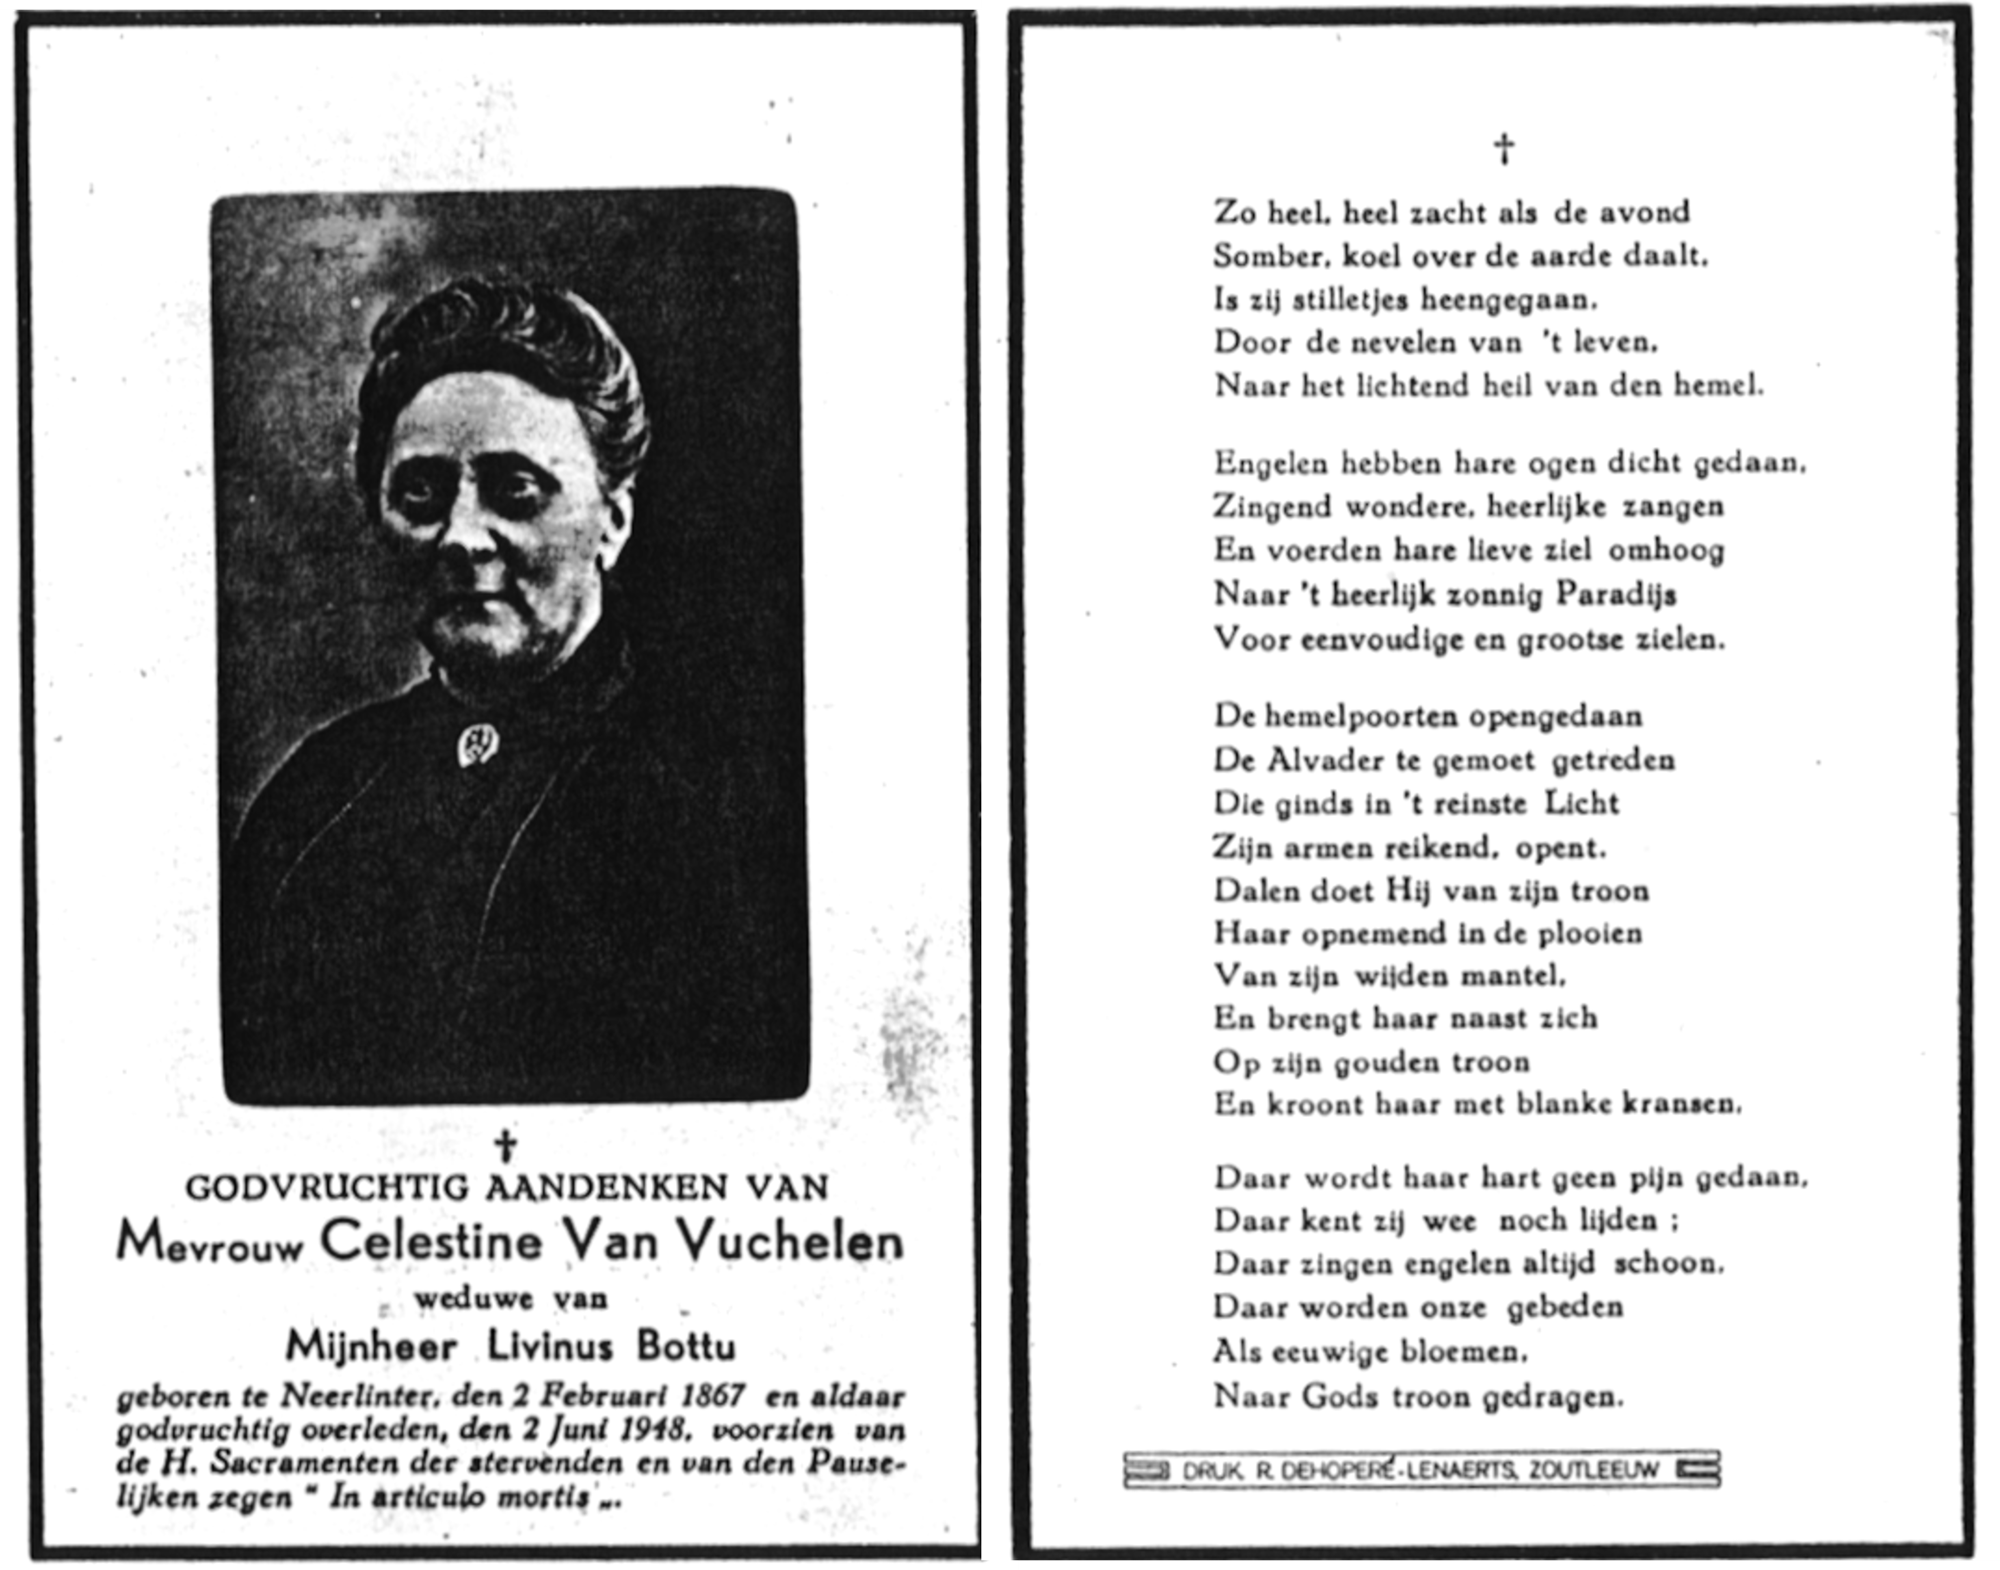 †
GODVRUCHTIG AANDENKEN VAN
Mevrouw Celestine Van Vuchelen
weduwe van
Mijnheer Livinus Bottu
geboren te Neerlinter, den 2 Februari 1867 en aldaar
godvruchtig overleden, den 2 Juni 1948, voorzien van
de H. Sacramenten der stervenden en van den Pause-
lijken zegen “ In articulo mortis „.
†
Zo heel, heel zacht als de avond
Somber, koel over de aarde daalt,
Is zij stilletjes heengegaan,
Door de nevelen van 't leven,
Naar het lichtend heil van den hemel.
Engelen hebben hare ogen dicht gedaan,
Zingend wondere, heerlijke zangen
En voerden hare lieve ziel omhoog
Naar 't heerlijk zonnig Paradijs
Voor eenvoudige en grootse zielen.
De hemelpoorten opengedaan
De Alvader te gemoet getreden
Die ginds in 't reinste Licht
Zijn armen reikend, opent.
Dalen doet Hij van zijn troon
Haar opnemend in de plooien
Van zijn wijden mantel,
En brengt haar naast zich
Op zijn gouden troon
En kroont haar met blanke kransen.
Daar wordt haar hart geen pijn gedaan,
Daar kent zij wee noch lijden ;
Daar zingen engelen altijd schoon,
Daar worden onze gebeden
Als eeuwige bloemen,
Naar Gods troon gedragen.
DRUK. R. DEHOPERÉ-LENAERTS, ZOUTLEEUW